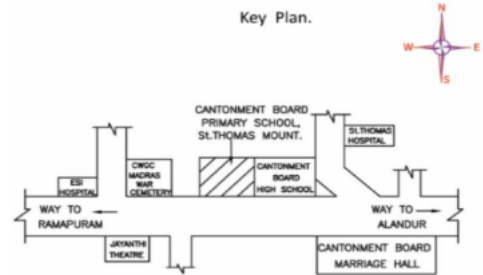 Key Plan.
N
W
E
S
CANTONMENT BOARD
PRIMARY SCHOOL,
St.THOMAS MOUNT.
St.THOMAS
HOSPITAL
CWGC
MADRAS
WAR
CEMETERY
CANTONMENT
BOARD
HIGH SCHOOL
ESI
HOSPITAL
WAY TO
RAMAPURAM
WAY TO
ALANDUR
JAYANTHI
THEATRE
CANTONMENT BOARD
MARRIAGE HALL